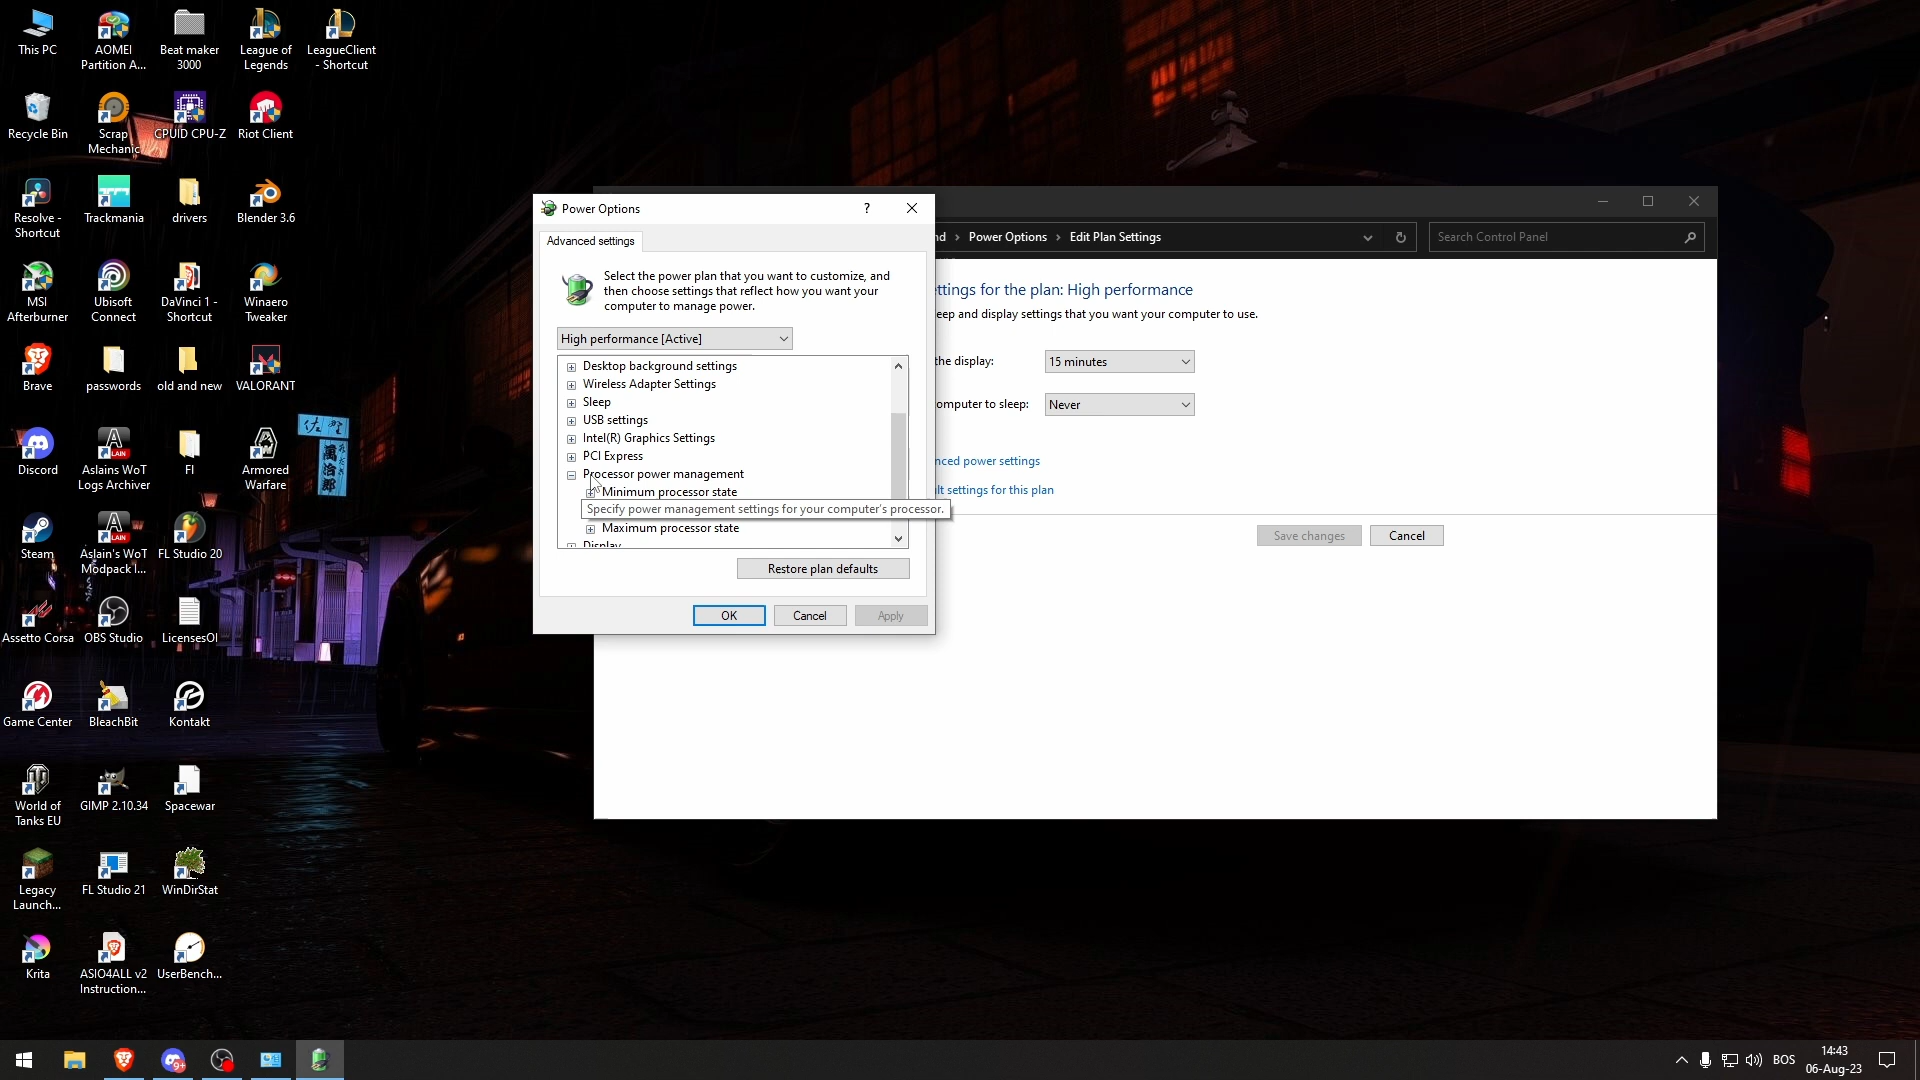 This PC
AOMEI
Partition A...
Beat maker
3000
League of
Legends
LeagueClient
- Shortcut
Recycle Bin
Scrap
Mechanic
CPUID CPU-Z
Riot Client
Resolve -
Shortcut
Trackmania
drivers
Blender 3.6
MSI
Afterburner
Ubisoft
Connect
DaVinci 1 -
Shortcut
Winaero
Tweaker
Brave
passwords
old and new
VALORANT
Discord
Aslains WoT
Logs Archiver
FI
Armored
Warfare
Steam
Aslain's WoT
Modpack I...
FL Studio 20
Assetto Corsa
OBS Studio
LicensesOI
Game Center
BleachBit
Kontakt
World of
Tanks EU
GIMP 2.10.34
Spacewar
Legacy
Launch...
FL Studio 21
WinDirStat
Krita
ASIO4ALL v2
Instruction...
UserBench...
Power Options
?
Advanced settings
Select the power plan that you want to customize, and
then choose settings that reflect how you want your
computer to manage power.
High performance [Active]
Desktop background settings
Wireless Adapter Settings
Sleep
USB settings
Intel(R) Graphics Settings
PCI Express
Processor power management
Minimum processor state
Specify power management settings for your computer's processor.
Maximum processor state
Display
Restore plan defaults
OK
Cancel
Apply
nd > Power Options > Edit Plan Settings
Search Control Panel
ettings for the plan: High performance
eep and display settings that you want your computer to use.
the display:
15 minutes
omputer to sleep:
Never
nced power settings
lt settings for this plan
Save changes
Cancel
9+
BOS
14:43
06-Aug-23